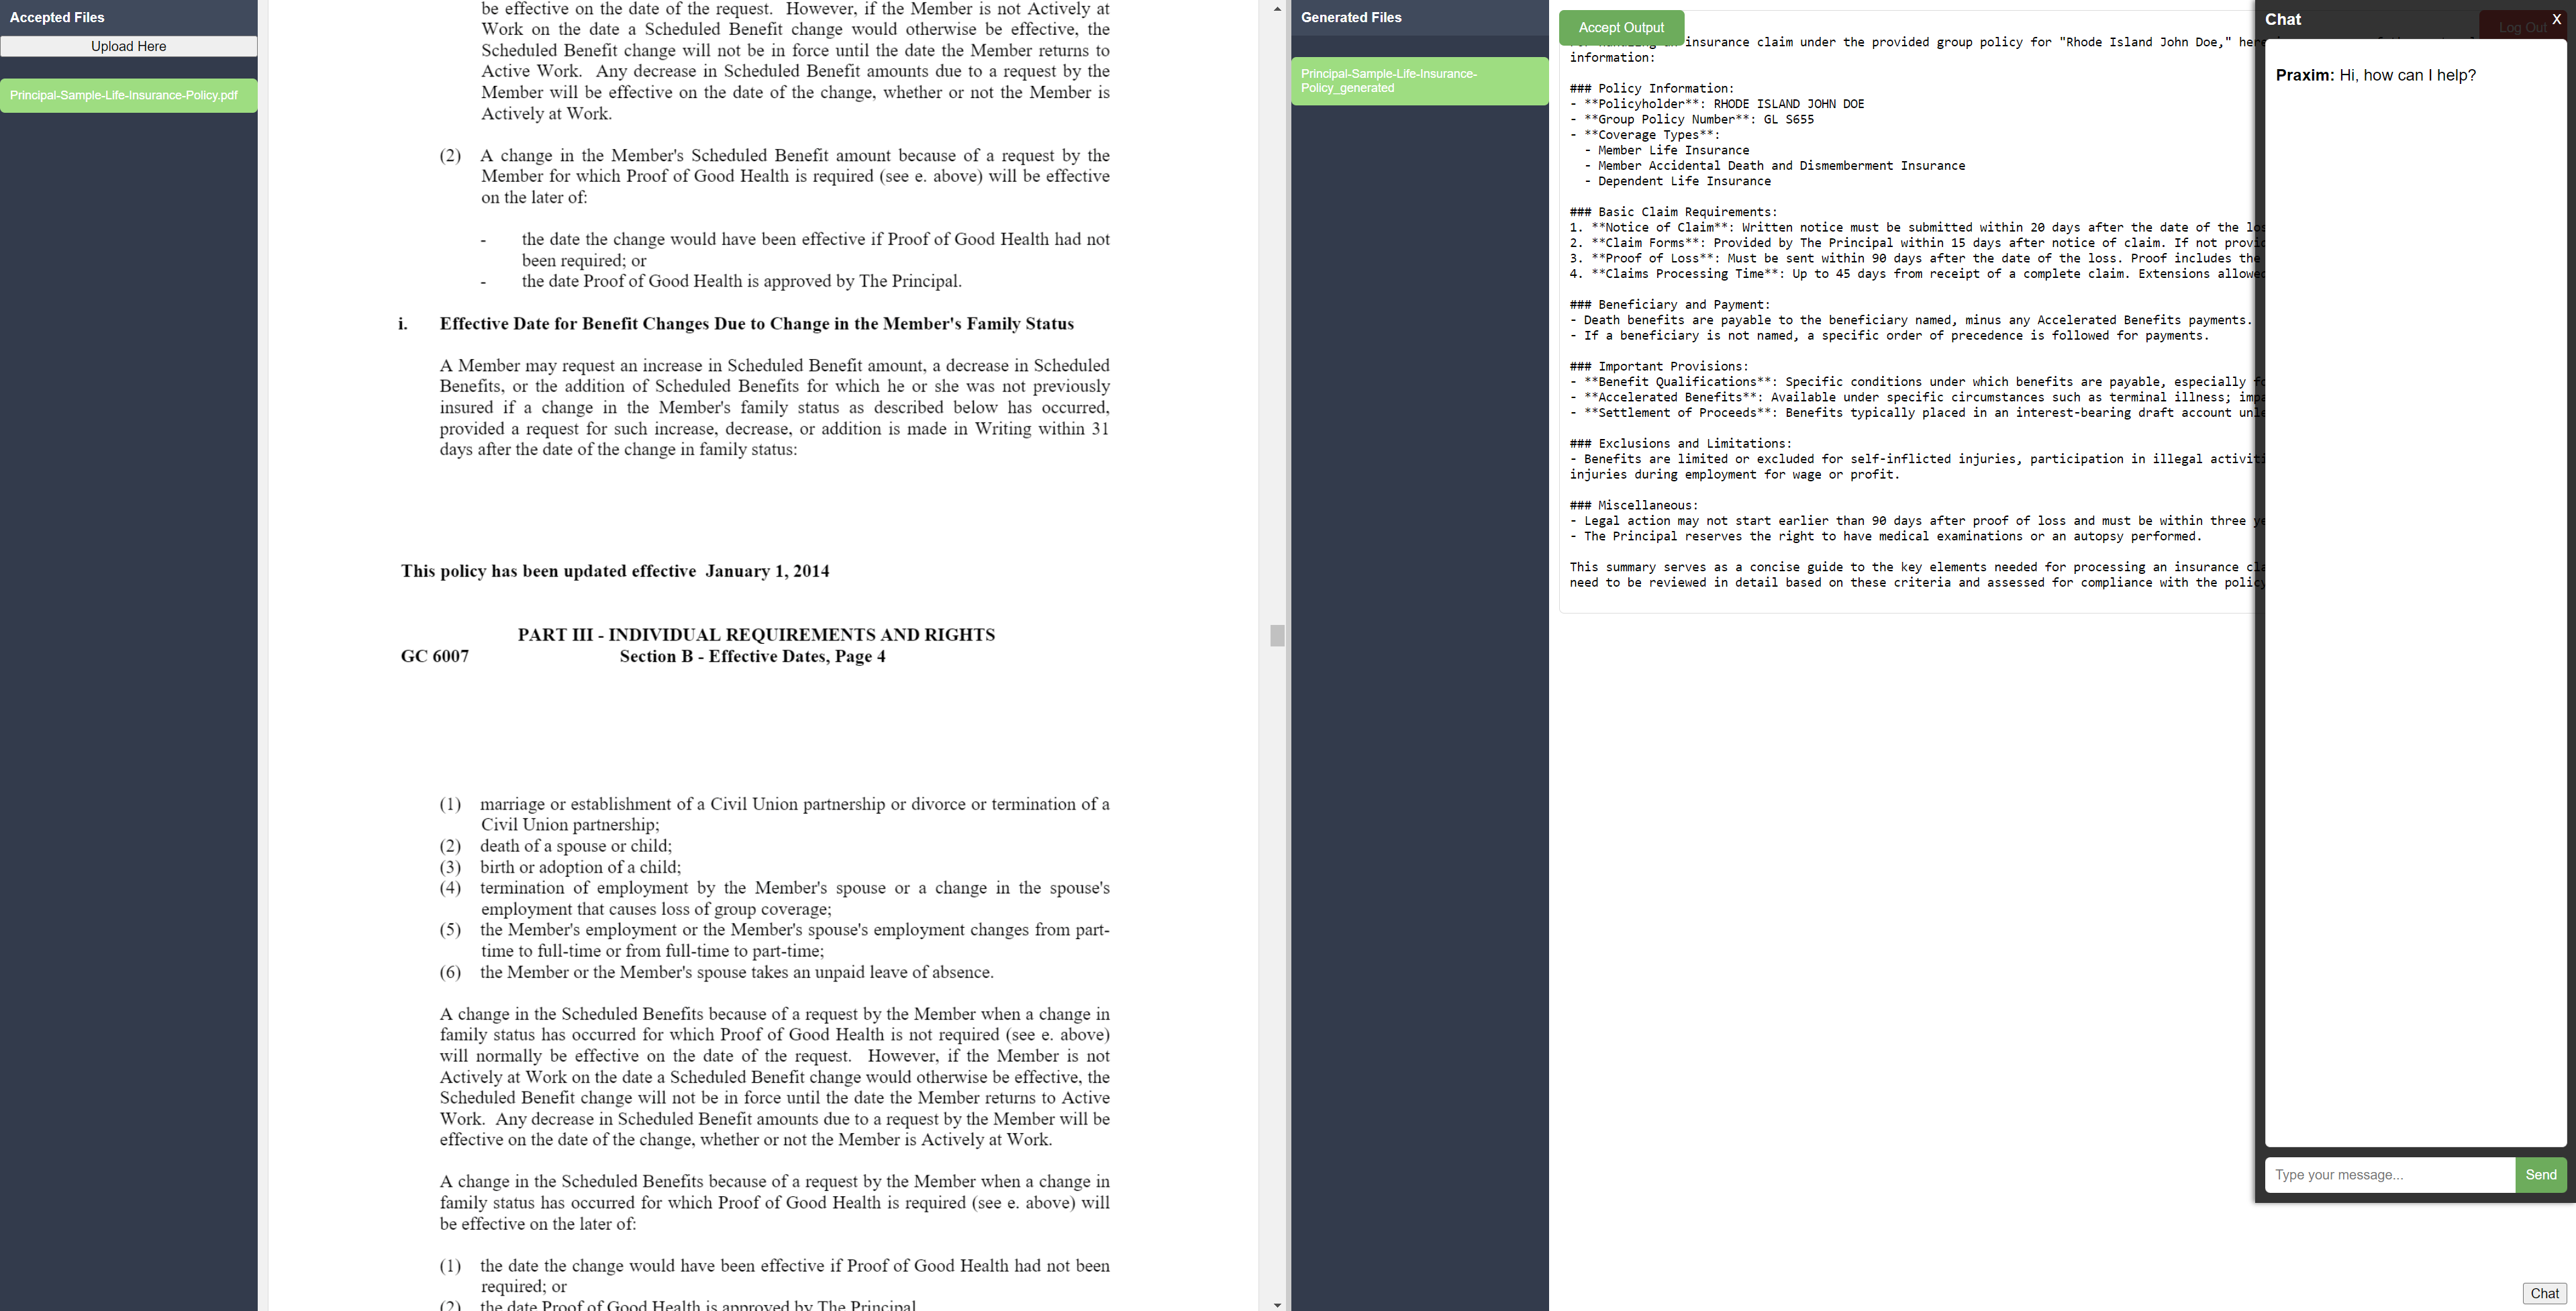 Accepted Files
Upload Here
Principal-Sample-Life-Insurance-Policy.pdf
be effective on the date of the request. However, if the Member is not Actively at
Work on the date a Scheduled Benefit change would otherwise be effective, the
Scheduled Benefit change will not be in force until the date the Member returns to
Active Work. Any decrease in Scheduled Benefit amounts due to a request by the
Member will be effective on the date of the change, whether or not the Member is
Actively at Work.
(2) A change in the Member's Scheduled Benefit amount because of a request by the
Member for which Proof of Good Health is required (see e. above) will be effective
on the later of:
- the date the change would have been effective if Proof of Good Health had not
been required; or
- the date Proof of Good Health is approved by The Principal.
i. Effective Date for Benefit Changes Due to Change in the Member's Family Status
A Member may request an increase in Scheduled Benefit amount, a decrease in Scheduled
Benefits, or the addition of Scheduled Benefits for which he or she was not previously
insured if a change in the Member's family status as described below has occurred,
provided a request for such increase, decrease, or addition is made in Writing within 31
days after the date of the change in family status:
This policy has been updated effective January 1, 2014
PART III - INDIVIDUAL REQUIREMENTS AND RIGHTS
GC 6007 Section B - Effective Dates, Page 4
(1) marriage or establishment of a Civil Union partnership or divorce or termination of a
Civil Union partnership;
(2) death of a spouse or child;
(3) birth or adoption of a child;
(4) termination of employment by the Member's spouse or a change in the spouse's
employment that causes loss of group coverage;
(5) the Member's employment or the Member's spouse's employment changes from part-
time to full-time or from full-time to part-time;
(6) the Member or the Member's spouse takes an unpaid leave of absence.
A change in the Scheduled Benefits because of a request by the Member when a change in
family status has occurred for which Proof of Good Health is not required (see e. above)
will normally be effective on the date of the request. However, if the Member is not
Actively at Work on the date a Scheduled Benefit change would otherwise be effective, the
Scheduled Benefit change will not be in force until the date the Member returns to Active
Work. Any decrease in Scheduled Benefit amounts due to a request by the Member will be
effective on the date of the change, whether or not the Member is Actively at Work.
A change in the Scheduled Benefits because of a request by the Member when a change in
family status has occurred for which Proof of Good Health is required (see e. above) will
be effective on the later of:
(1) the date the change would have been effective if Proof of Good Health had not been
required; or
(2) the date Proof of Good Health is approved by The Principal.
Generated Files
Principal-Sample-Life-Insurance-
Policy_generated
Accept Output
insurance claim under the provided group policy for "Rhode Island John Doe," here
information:
### Policy Information:
- **Policyholder**: RHODE ISLAND JOHN DOE
- **Group Policy Number**: GL S655
- **Coverage Types**:
- Member Life Insurance
- Member Accidental Death and Dismemberment Insurance
- Dependent Life Insurance
### Basic Claim Requirements:
1. **Notice of Claim**: Written notice must be submitted within 20 days after the date of the
2. **Claim Forms**: Provided by The Principal within 15 days after notice of claim. If not
3. **Proof of Loss**: Must be sent within 90 days after the date of the loss. Proof includes the
4. **Claims Processing Time**: Up to 45 days from receipt of a complete claim. Extensions
### Beneficiary and Payment:
- Death benefits are payable to the beneficiary named, minus any Accelerated Benefits payments.
- If a beneficiary is not named, a specific order of precedence is followed for payments.
### Important Provisions:
- **Benefit Qualifications**: Specific conditions under which benefits are payable, especially
- **Accelerated Benefits**: Available under specific circumstances such as terminal illness;
- **Settlement of Proceeds**: Benefits typically placed in an interest-bearing draft account
### Exclusions and Limitations:
- Benefits are limited or excluded for self-inflicted injuries, participation in illegal
injuries during employment for wage or profit.
### Miscellaneous:
- Legal action may not start earlier than 90 days after proof of loss and must be within three
- The Principal reserves the right to have medical examinations or an autopsy performed.
This summary serves as a concise guide to the key elements needed for processing an insurance
need to be reviewed in detail based on these criteria and assessed for compliance with the
Chat X
Log Out
Praxim: Hi, how can I help?
Type your message... Send
Chat